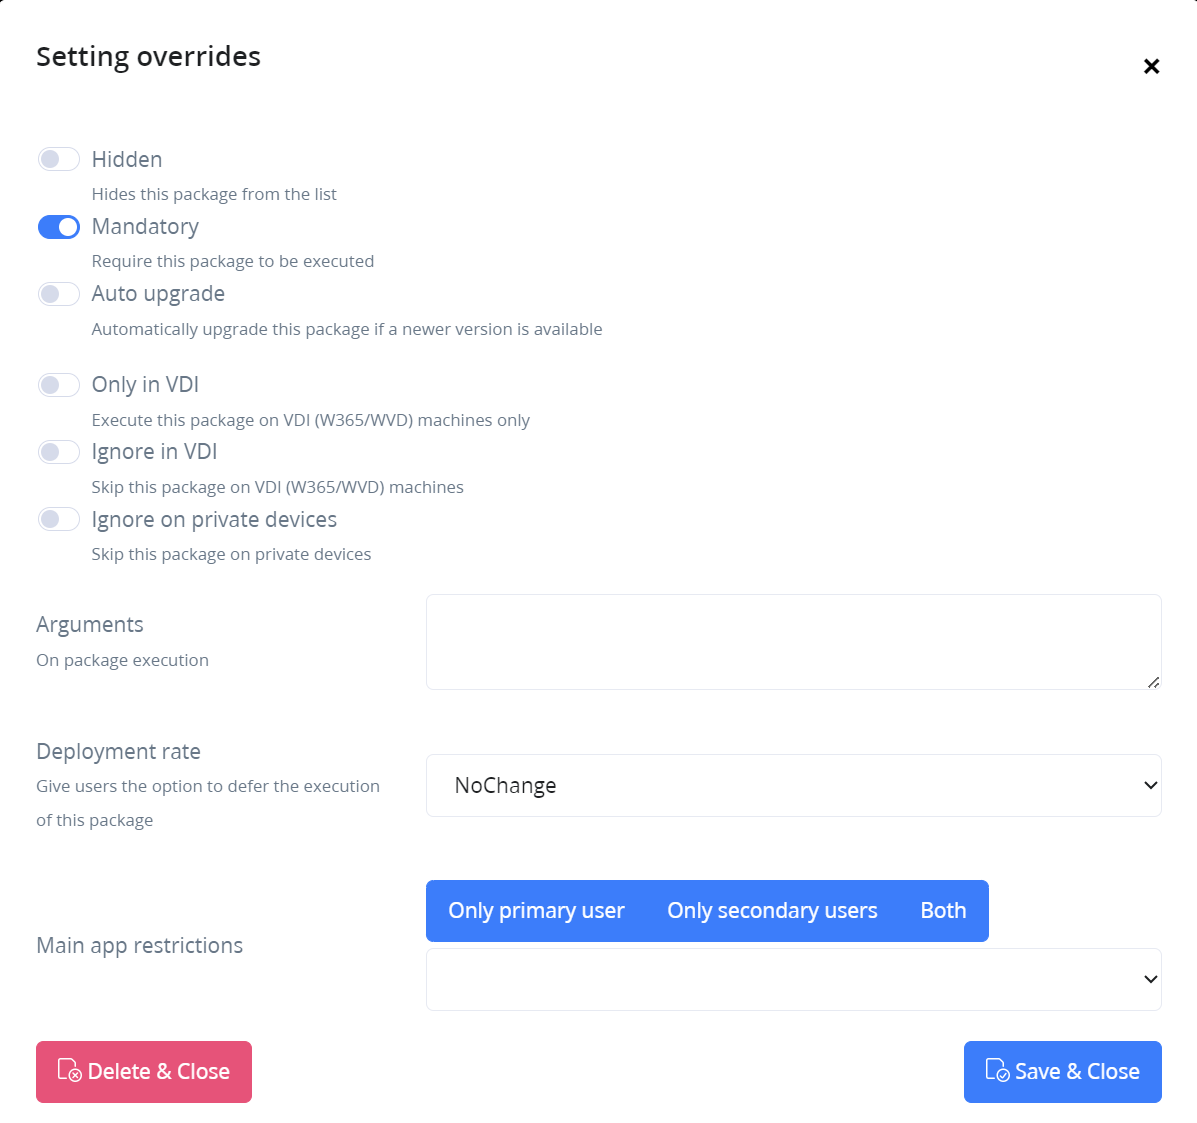 Setting overrides
Hidden
Hides this package from the list
Mandatory
Require this package to be executed
Auto upgrade
Automatically upgrade this package if a newer version is available
Only in VDI
Execute this package on VDI (W365/WVD) machines only
Ignore in VDI
Skip this package on VDI (W365/WVD) machines
Ignore on private devices
Skip this package on private devices
Arguments
On package execution
Deployment rate
Give users the option to defer the execution
of this package
NoChange
Only primary user Only secondary users Both
Main app restrictions
Delete & Close Save & Close